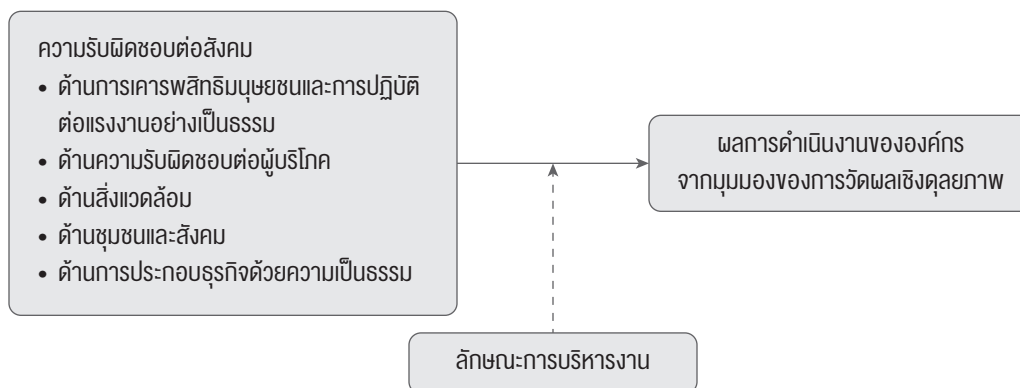 ความรับผิดชอบต่อสังคม
• ด้านการเคารพสิทธิมนุษยชนและการปฏิบัติ
ต่อแรงงานอย่างเป็นธรรม
• ด้านความรับผิดชอบต่อผู้บริโภค
• ด้านสิ่งแวดล้อม
• ด้านชุมชนและสังคม
• ด้านการประกอบธุรกิจด้วยความเป็นธรรม
ผลการดำเนินงานขององค์กร
จากมุมมองของการวัดผลเชิงดุลยภาพ
ลักษณะการบริหารงาน